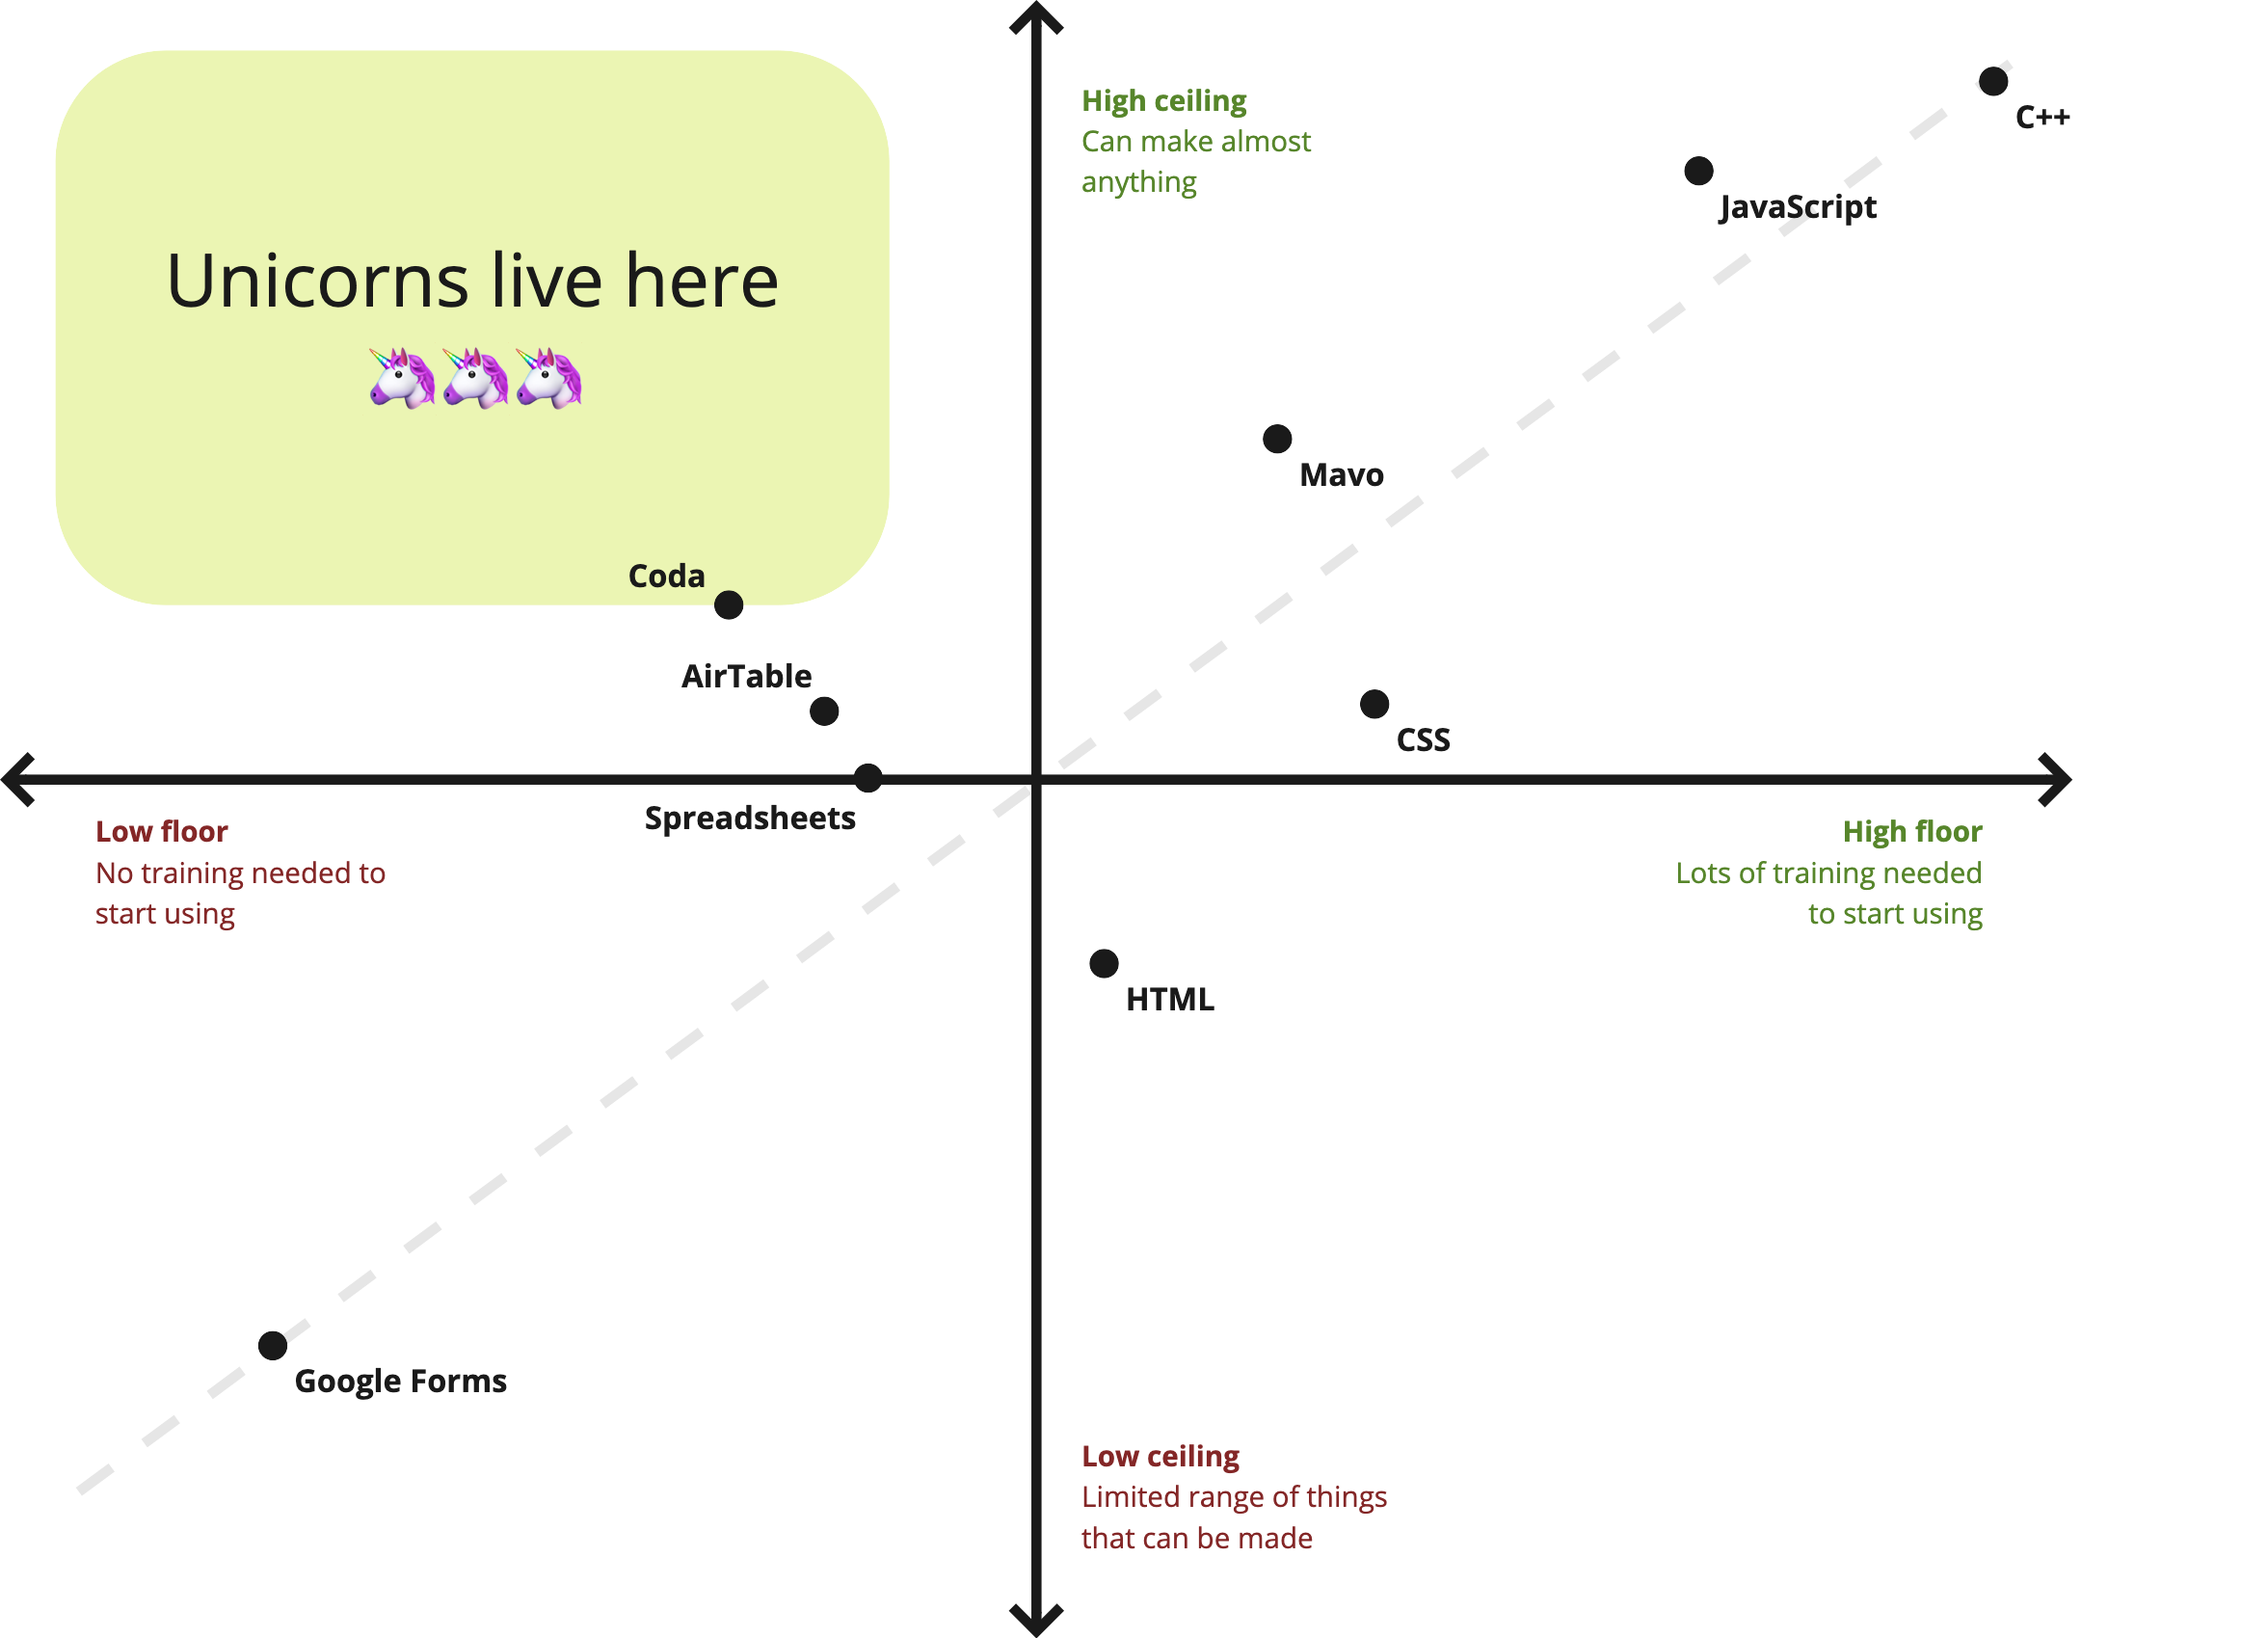 High ceiling
Can make almost
anything
C++
JavaScript
Unicorns live here
🦄🦄🦄
Mavo
Coda
AirTable
CSS
Spreadsheets
Low floor
No training needed to
start using
High floor
Lots of training needed
to start using
HTML
Google Forms
Low ceiling
Limited range of things
that can be made